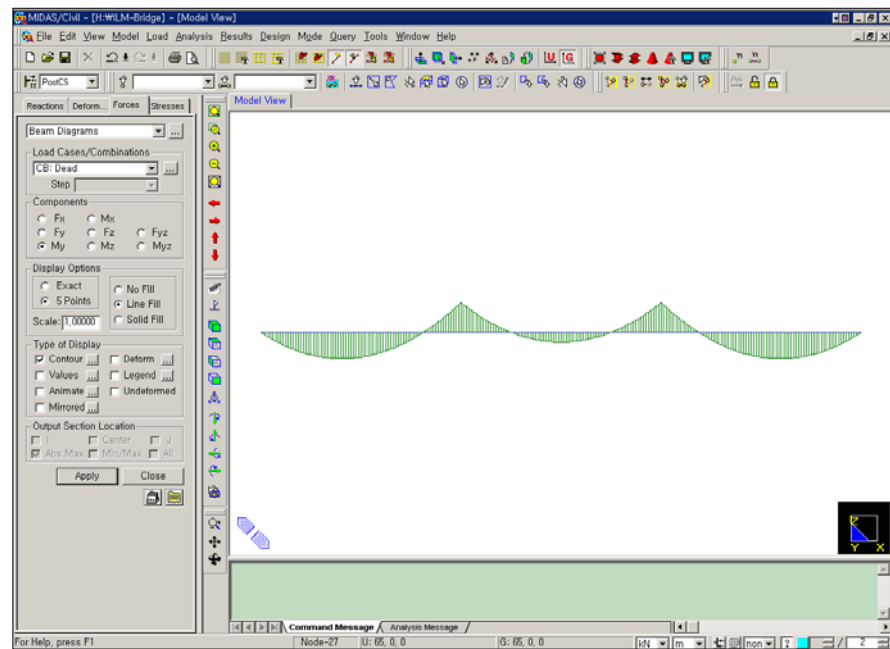 MIDAS/Civil - [H:₩ILM-Bridge] - [Model View]
File Edit View Model Load Analysis Results Design Mode Query Tools Window Help
PostCS
Reactions Deform... Forces Stresses
Model View
Beam Diagrams
...
Load Cases/Combinations
CB: Dead
...
Step
Components
Fx Mx
Fy Fz Fyz
My Mz Myz
Display Options
Exact
5 Points
No Fill
Line Fill
Solid Fill
Scale: 1,00000
Type of Display
Contour ... Deform ...
Values ... Legend ...
Animate ... Undeformed
Mirrored ...
Output Section Location
I Center J
Abs Max Min/Max All
Apply Close
Z
Y X
Command Message Analysis Message
For Help, press F1 Node-27 U: 65, 0, 0 G: 65, 0, 0 kN m non ? / 2